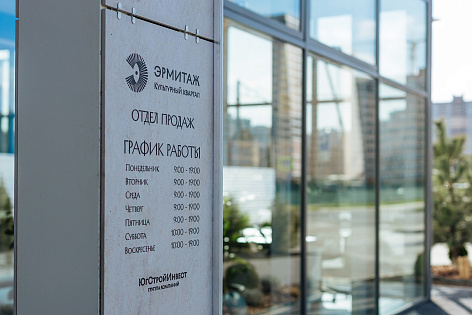 ЭРМИТАЖ
КУЛЬТУРНЫЙ КВАРТАЛ
ОТДЕЛ ПРОДАЖ
ГРАФИК РАБОТЫ
ПОНЕДЕЛЬНИК 9:00 - 19:00
ВТОРНИК 9:00 - 19:00
СРЕДА 9:00 - 19:00
ЧЕТВЕРГ 9:00 - 19:00
ПЯТНИЦА 9:00 - 19:00
СУББОТА 10:00 - 19:00
ВОСКРЕСЕНЬЕ 10:00 - 19:00
ЮгСтройИнвест
ГРУППА КОМПАНИЙ